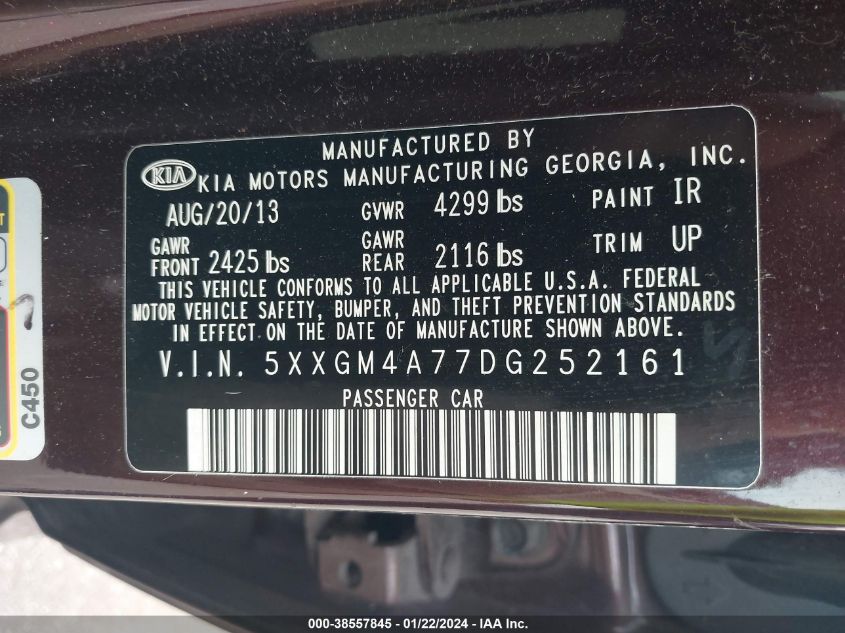 MANUFACTURED BY
KIA KIA MOTORS MANUFACTURING GEORGIA, INC.
AUG/20/13 GVWR 4299 lbs PAINT IR
GAWR FRONT 2425 lbs GAWR REAR 2116 lbs TRIM UP
THIS VEHICLE CONFORMS TO ALL APPLICABLE U.S.A. FEDERAL
MOTOR VEHICLE SAFETY, BUMPER, AND THEFT PREVENTION STANDARDS
IN EFFECT ON THE DATE OF MANUFACTURE SHOWN ABOVE.
V.I.N. 5XXGM4A77DG252161
PASSENGER CAR
C450
000-38557845 - 01/22/2024 - IAA Inc.